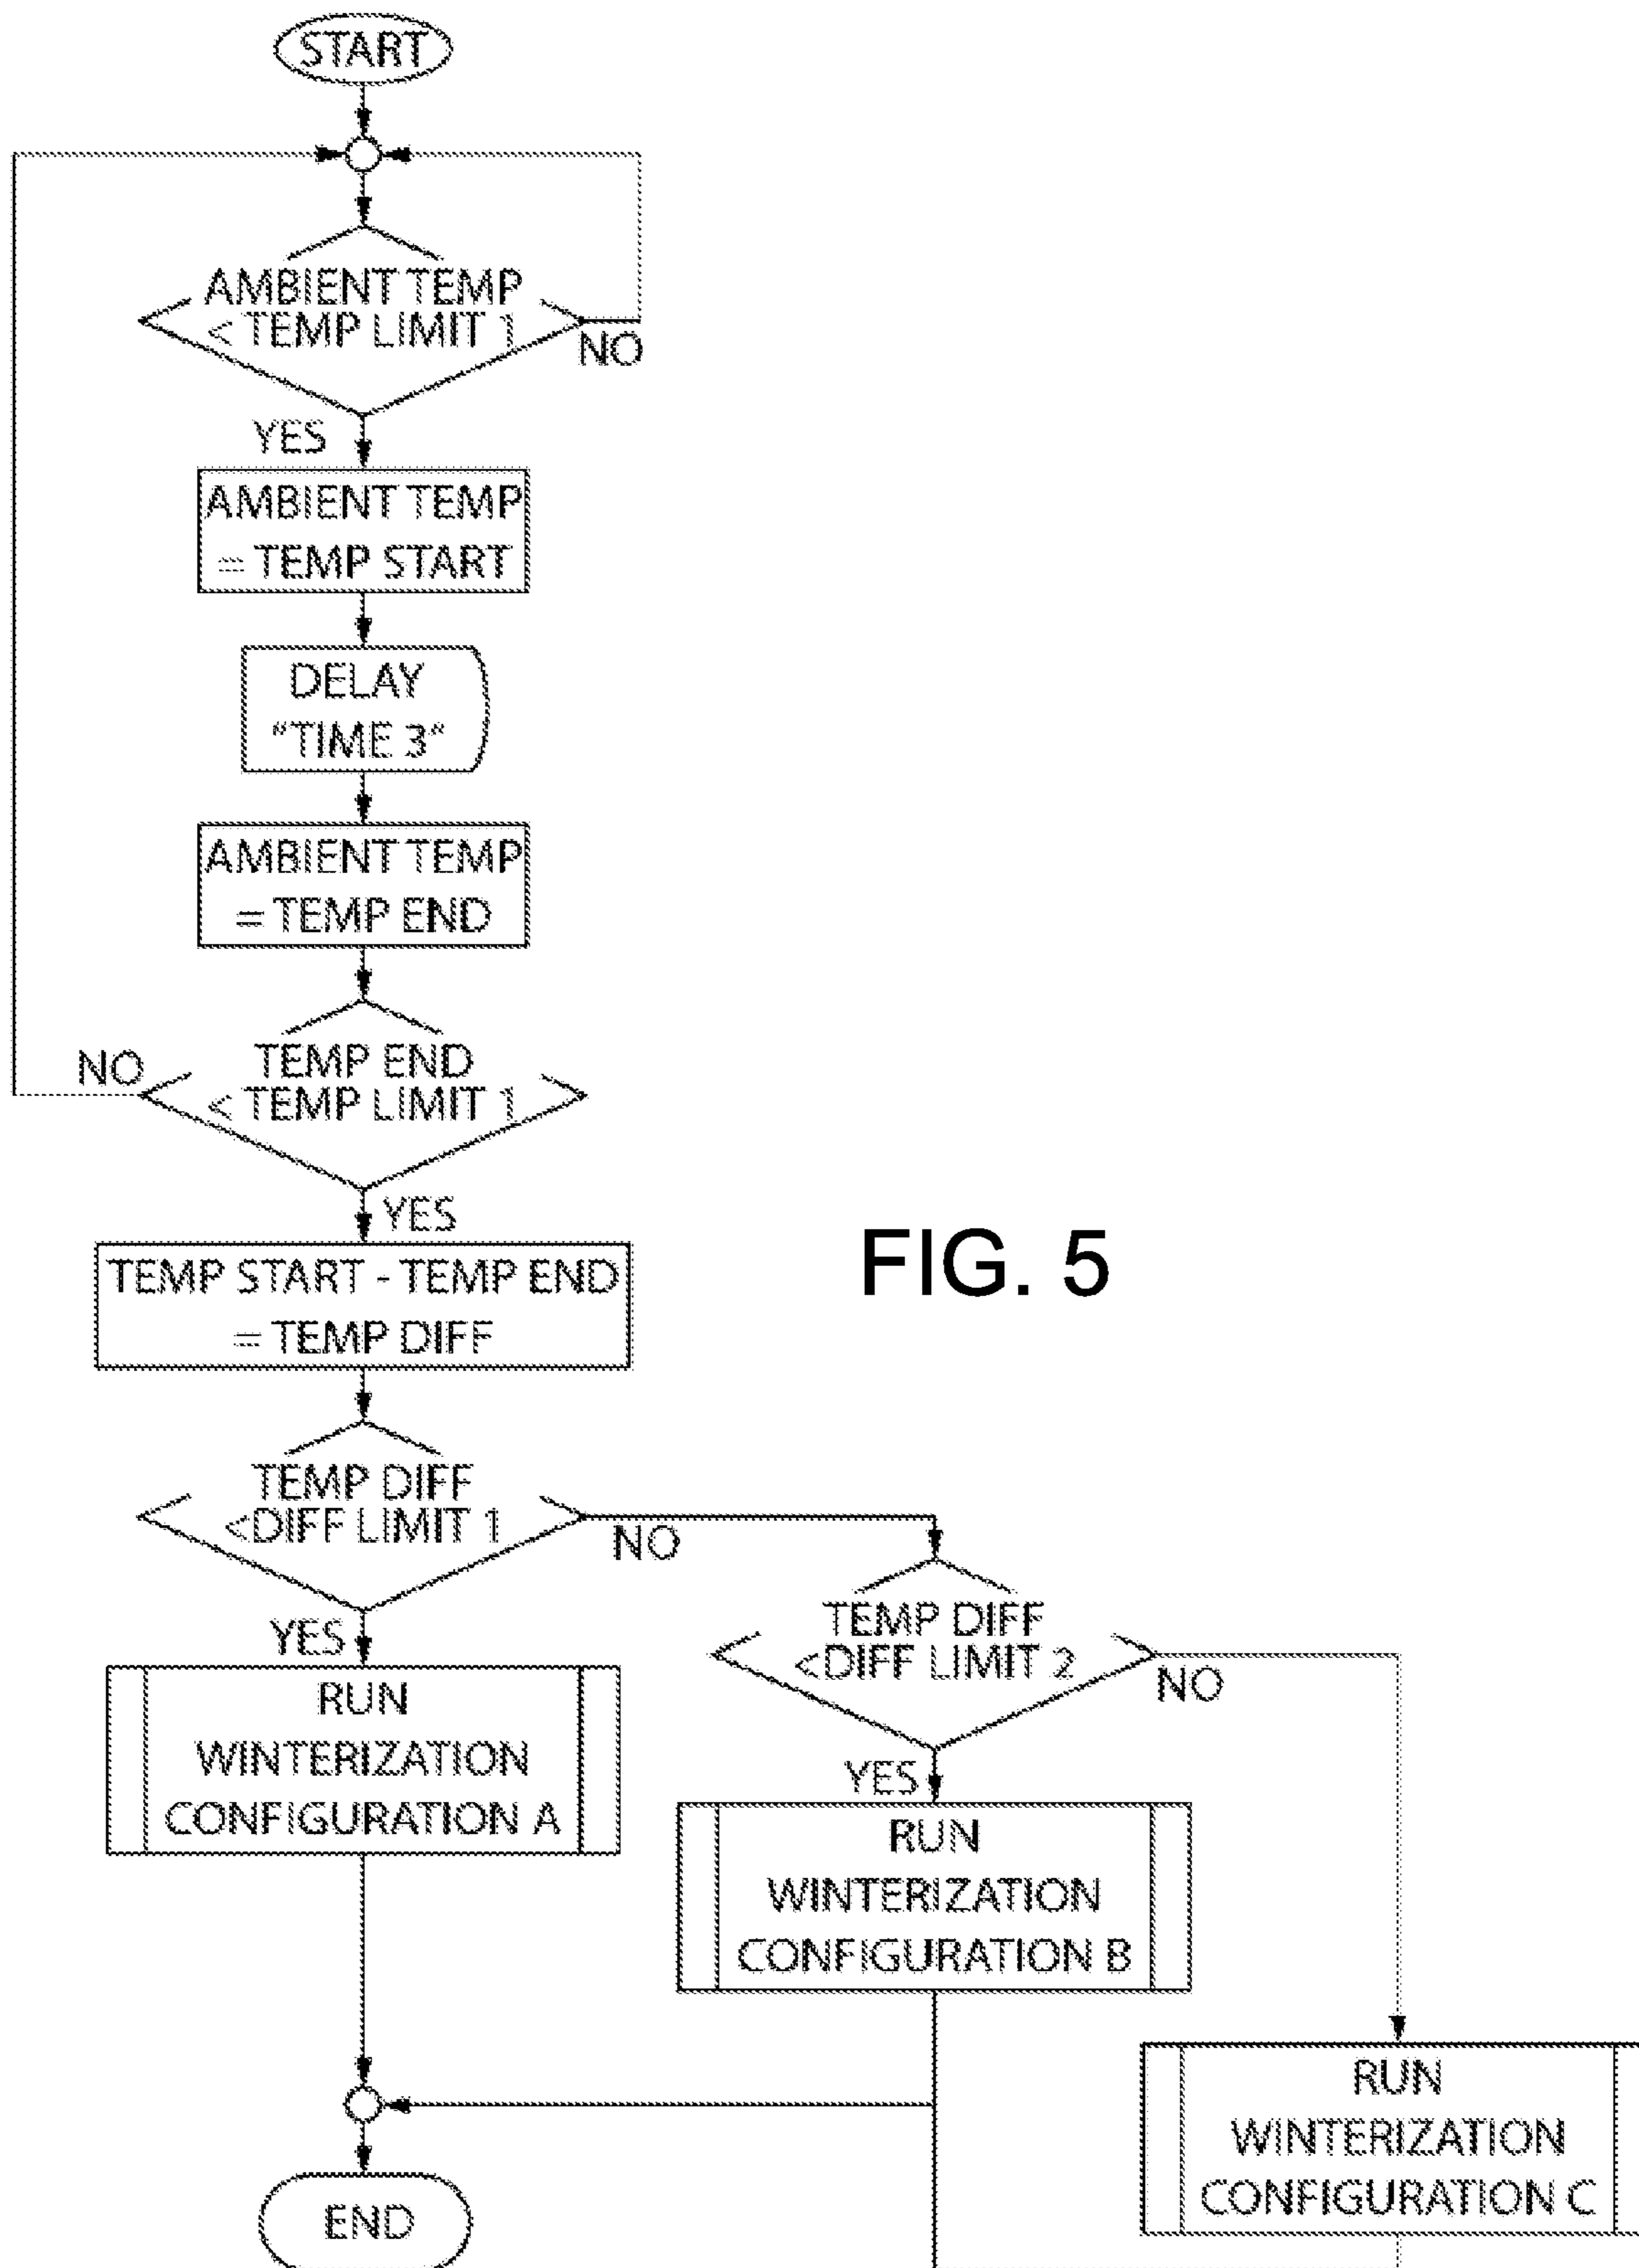 START
AMBIENT TEMP
< TEMP LIMIT 1
NO
YES
AMBIENT TEMP
= TEMP START
DELAY
"TIME 3"
AMBIENT TEMP
= TEMP END
TEMP END
< TEMP LIMIT 1
NO
YES
TEMP START - TEMP END
= TEMP DIFF
FIG. 5
TEMP DIFF
<DIFF LIMIT 1
NO
YES
RUN
WINTERIZATION
CONFIGURATION A
TEMP DIFF
<DIFF LIMIT 2
NO
YES
RUN
WINTERIZATION
CONFIGURATION B
RUN
WINTERIZATION
CONFIGURATION C
END